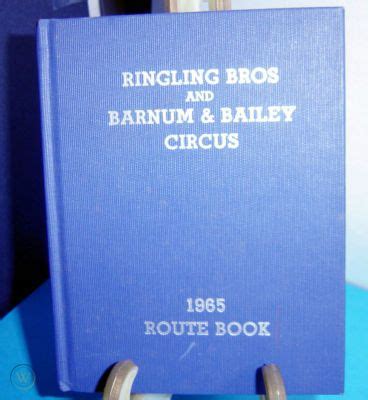 RINGLING BROS
AND
BARNUM & BAILEY
CIRCUS
1965
ROUTE BOOK